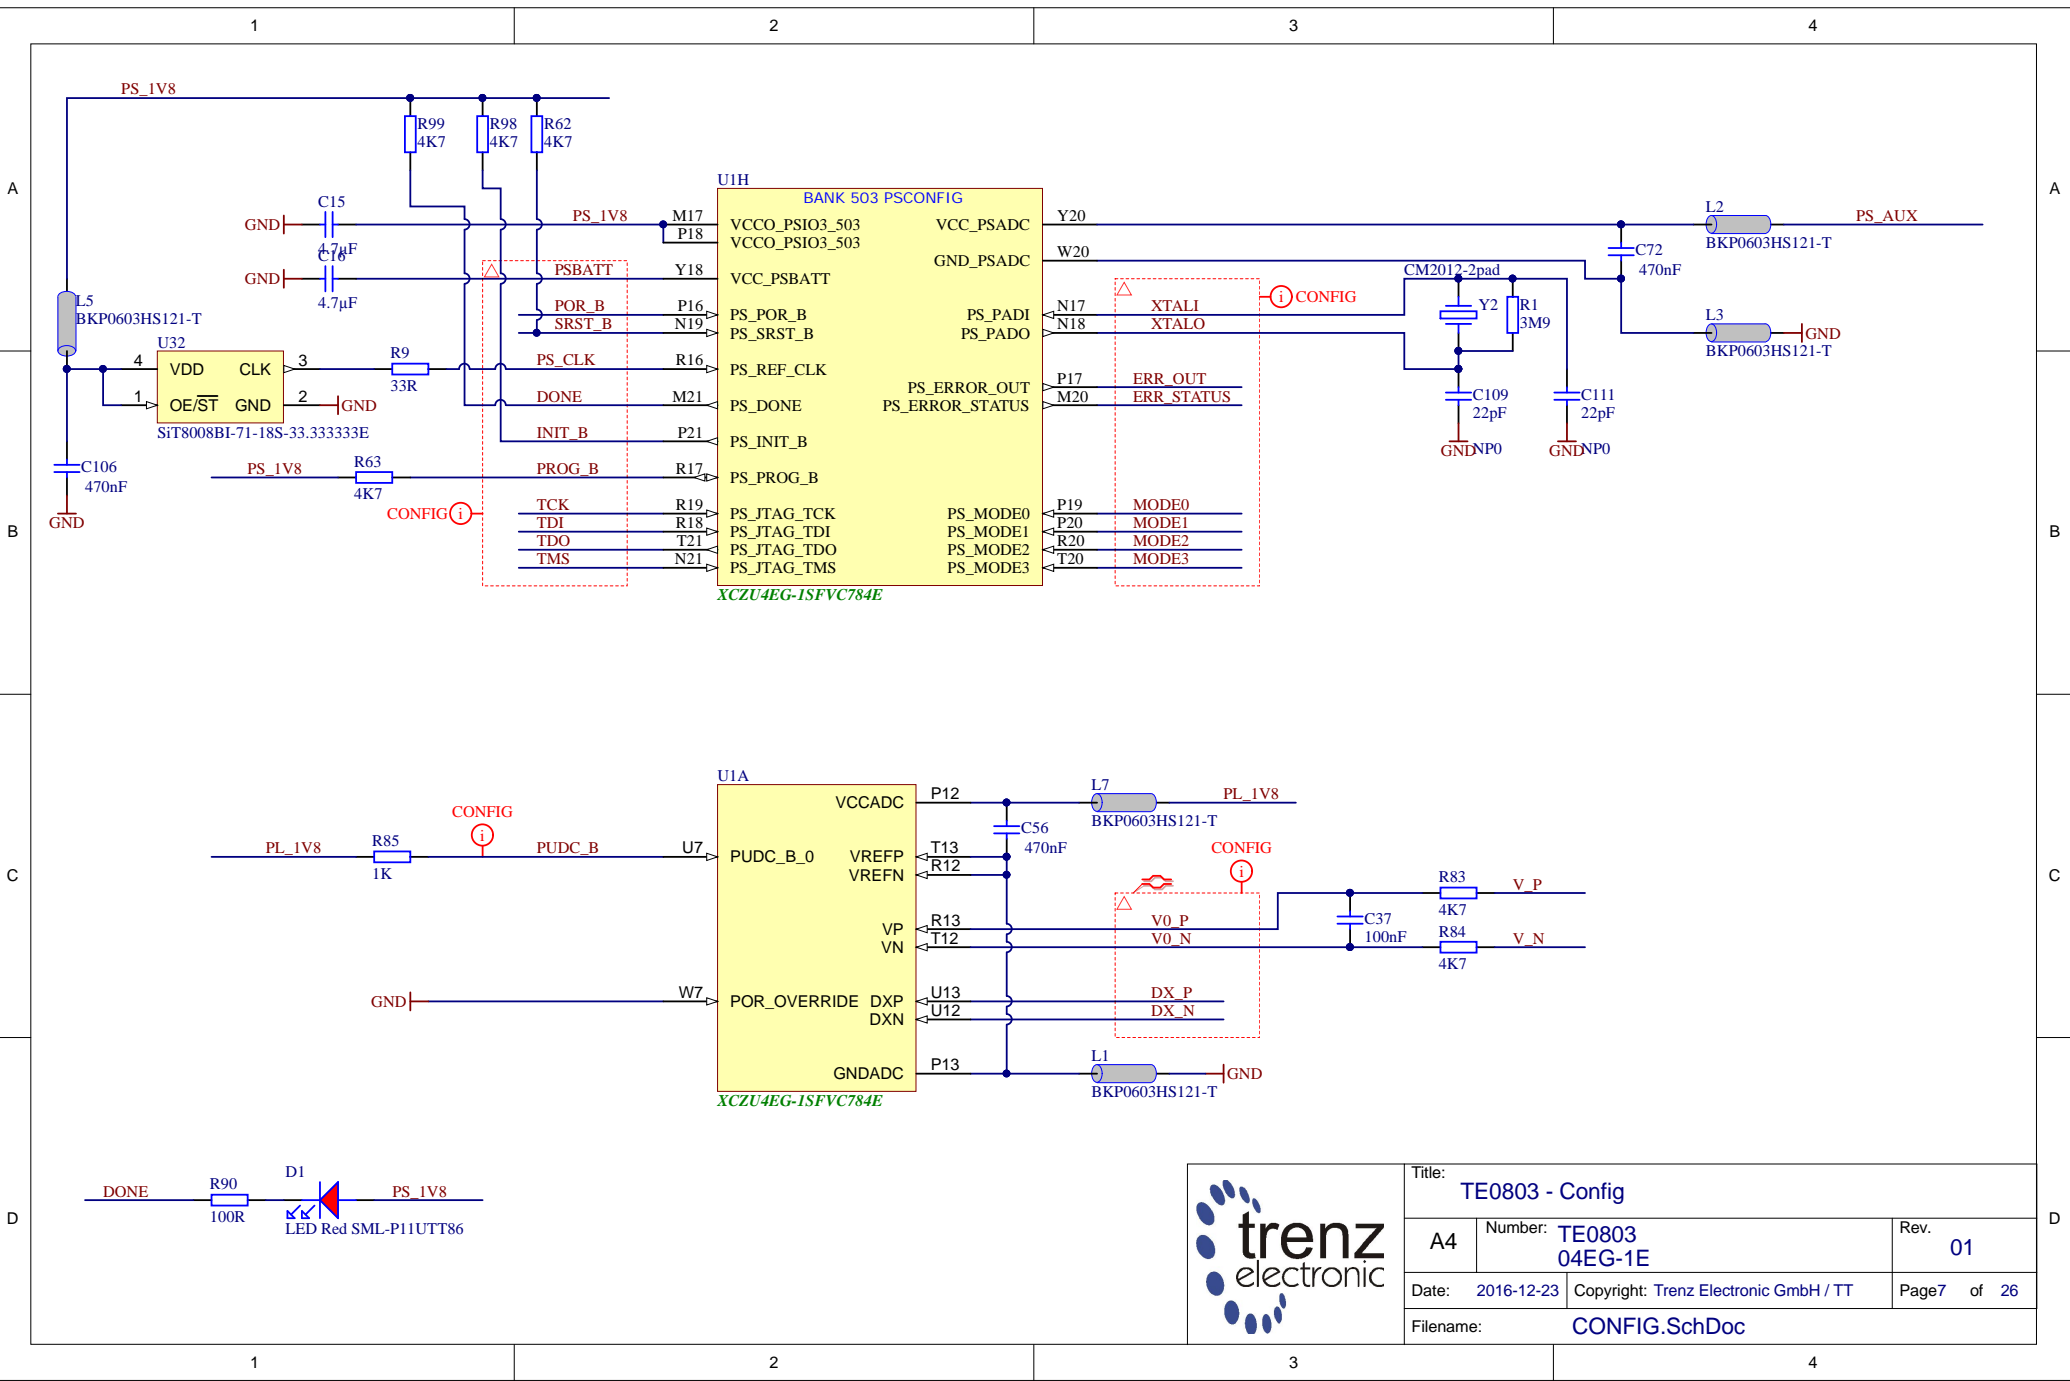 1 2 3 4
A
A
B
B
C
C
D
D
PS_1V8
R99
4K7
R98
4K7
R62
4K7
U1H
BANK 503 PSCONFIG
C15
4.7µF
GND
PS_1V8
M17
P18
VCCO_PSIO3_503
VCCO_PSIO3_503
C16
4.7µF
GND
PSBATT
Y18
VCC_PSBATT
POR_B
P16
PS_POR_B
SRST_B
N19
PS_SRST_B
L5
BKP0603HS121-T
U32
4
VDD
CLK
3
1
OE/ST
GND
2
GND
SiT8008BI-71-18S-33.333333E
R9
33R
PS_CLK
R16
PS_REF_CLK
DONE
M21
PS_DONE
INIT_B
P21
PS_INIT_B
C106
470nF
GND
PS_1V8
R63
4K7
PROG_B
R17
PS_PROG_B
CONFIG
i
TCK
R19
PS_JTAG_TCK
TDI
R18
PS_JTAG_TDI
TDO
T21
PS_JTAG_TDO
TMS
N21
PS_JTAG_TMS
XCZU4EG-1SFVC784E
VCC_PSADC
Y20
GND_PSADC
W20
PS_PADI
N17
XTALI
PS_PADO
N18
XTALO
PS_ERROR_OUT
P17
ERR_OUT
PS_ERROR_STATUS
M20
ERR_STATUS
PS_MODE0
P19
MODE0
PS_MODE1
P20
MODE1
PS_MODE2
R20
MODE2
PS_MODE3
T20
MODE3
i
CONFIG
CM2012-2pad
Y2
R1
3M9
C109
22pF
GND
NP0
C111
22pF
GND
NP0
C72
470nF
L2
BKP0603HS121-T
PS_AUX
L3
BKP0603HS121-T
GND
U1A
PL_1V8
R85
1K
CONFIG
i
PUDC_B
U7
PUDC_B_0
GND
W7
POR_OVERRIDE
VCCADC
P12
VREFP
T13
VREFN
R12
VP
R13
VN
T12
DXP
U13
DXN
U12
GNDADC
P13
XCZU4EG-1SFVC784E
L7
BKP0603HS121-T
PL_1V8
C56
470nF
CONFIG
i
V0_P
V0_N
DX_P
DX_N
C37
100nF
R83
4K7
V_P
R84
4K7
V_N
L1
BKP0603HS121-T
GND
DONE
R90
100R
D1
PS_1V8
LED Red SML-P11UTT86
trenz
electronic
Title:
TE0803 - Config
A4
Number: TE0803
04EG-1E
Rev.
01
Date: 2016-12-23
Copyright: Trenz Electronic GmbH / TT
Page7 of 26
Filename: CONFIG.SchDoc
1 2 3 4